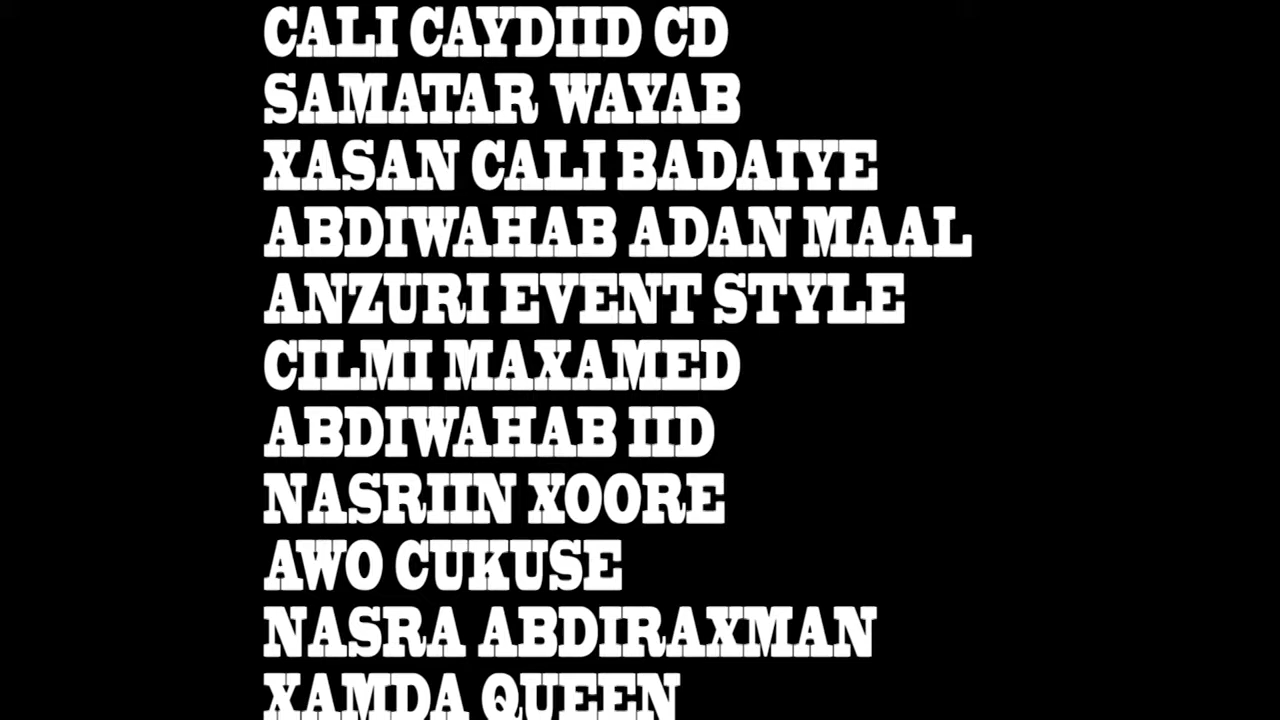 CALI CAYDIID CD
SAMATAR WAYAB
XASAN CALI BADAIYE
ABDIWAHAB ADAN MAAL
ANZURI EVENT STYLE
CILMI MAXAMED
ABDIWAHAB IID
NASRIIN XOORE
AWO CUKUSE
NASRA ABDIRAXMAN
XAMDA QUEEN